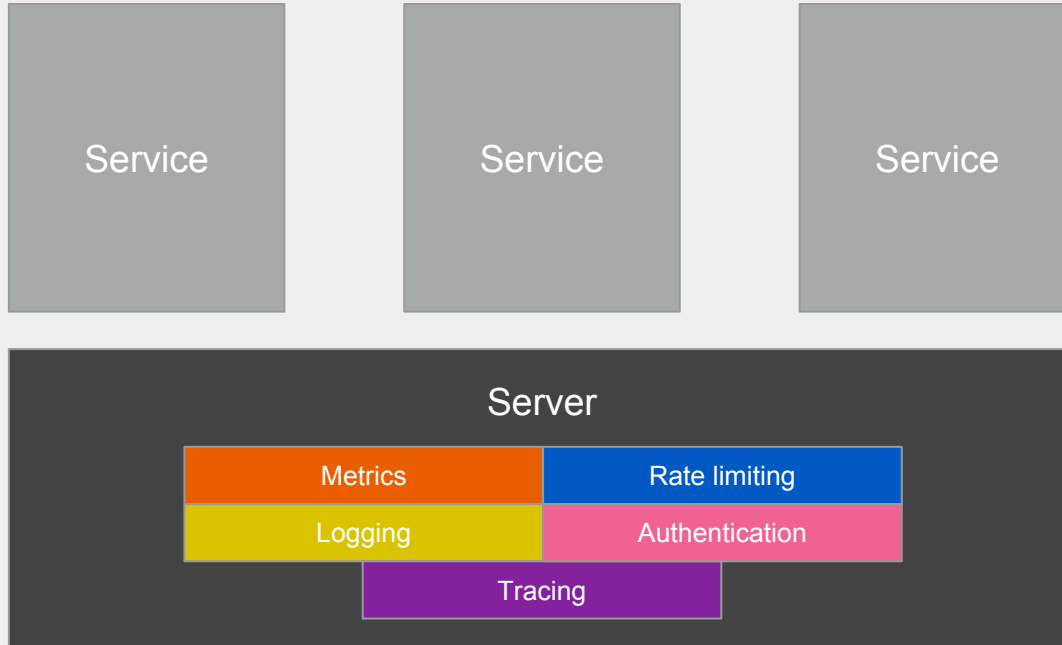 Service
Service
Service
Server
Metrics
Rate limiting
Logging
Authentication
Tracing